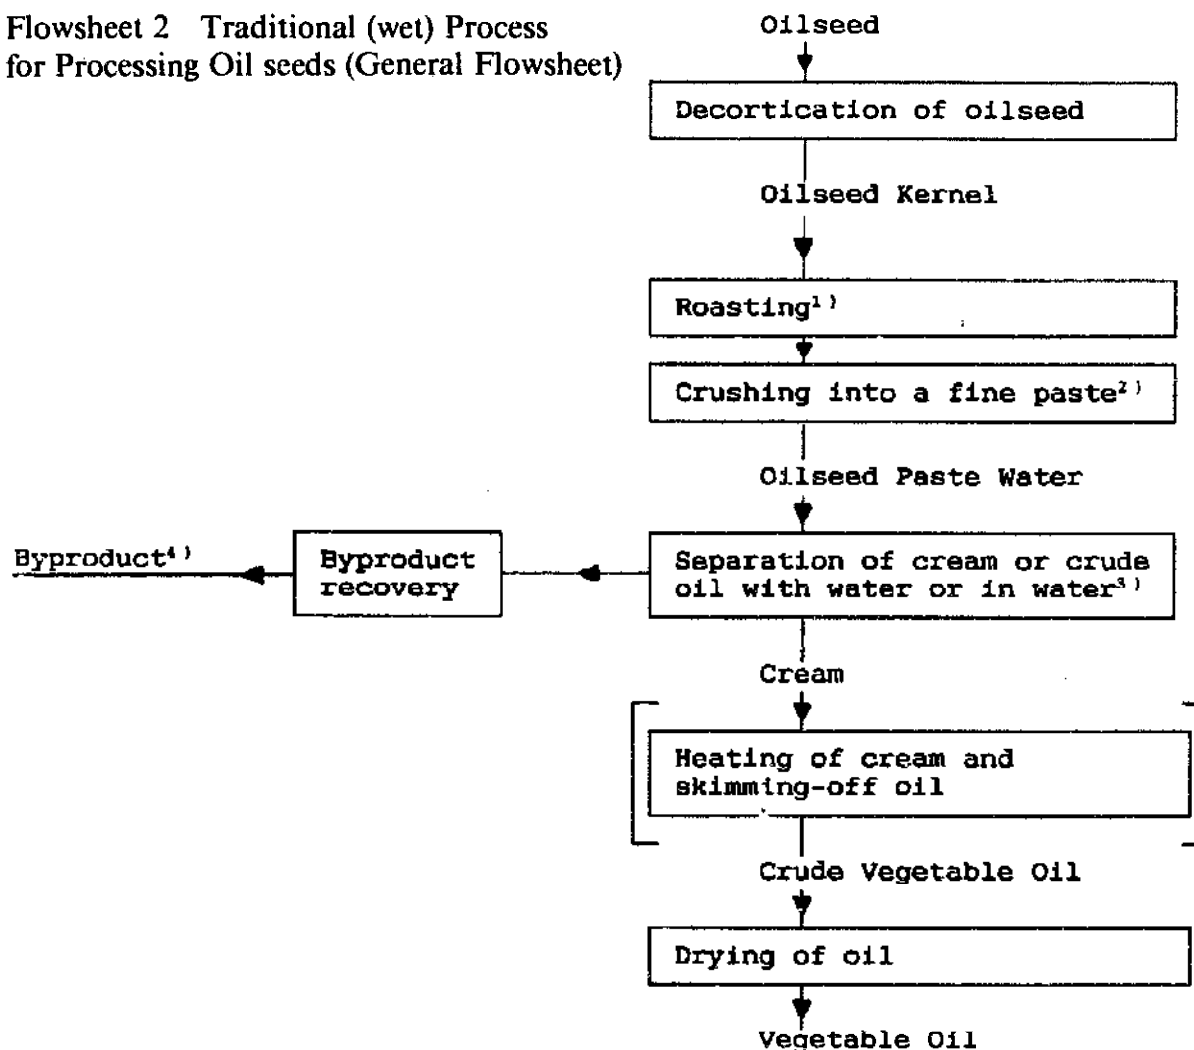 Flowsheet 2 Traditional (wet) Process
for Processing Oil seeds (General Flowsheet)
Oilseed
Decortication of oilseed
Oilseed Kernel
Roasting¹⁾
Crushing into a fine paste²⁾
Oilseed Paste Water
Separation of cream or crude
oil with water or in water³⁾
Byproduct
recovery
Byproduct⁴⁾
Cream
Heating of cream and
skimming-off oil
Crude Vegetable Oil
Drying of oil
Vegetable Oil